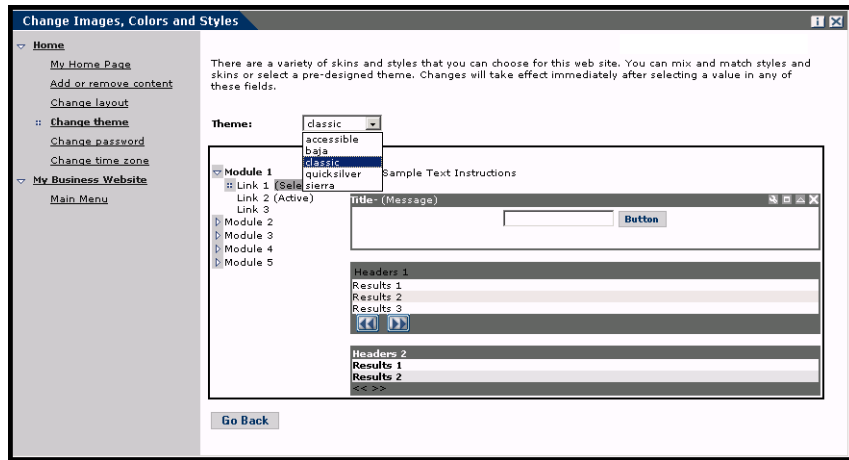 Change Images, Colors and Styles
Home
My Home Page
Add or remove content
Change layout
Change theme
Change password
Change time zone
My Business Website
Main Menu
There are a variety of skins and styles that you can choose for this web site. You can mix and match styles and
skins or select a pre-designed theme. Changes will take effect immediately after selecting a value in any of
these fields.
Theme:
classic
accessible
baja
classic
quicksilver
sierra
Module 1
Link 1 (Sele
Link 2 (Active)
Link 3
Module 2
Module 3
Module 4
Module 5
Sample Text Instructions
Title- (Message)
Button
Headers 1
Results 1
Results 2
Results 3
Headers 2
Results 1
Results 2
<< >>
Go Back